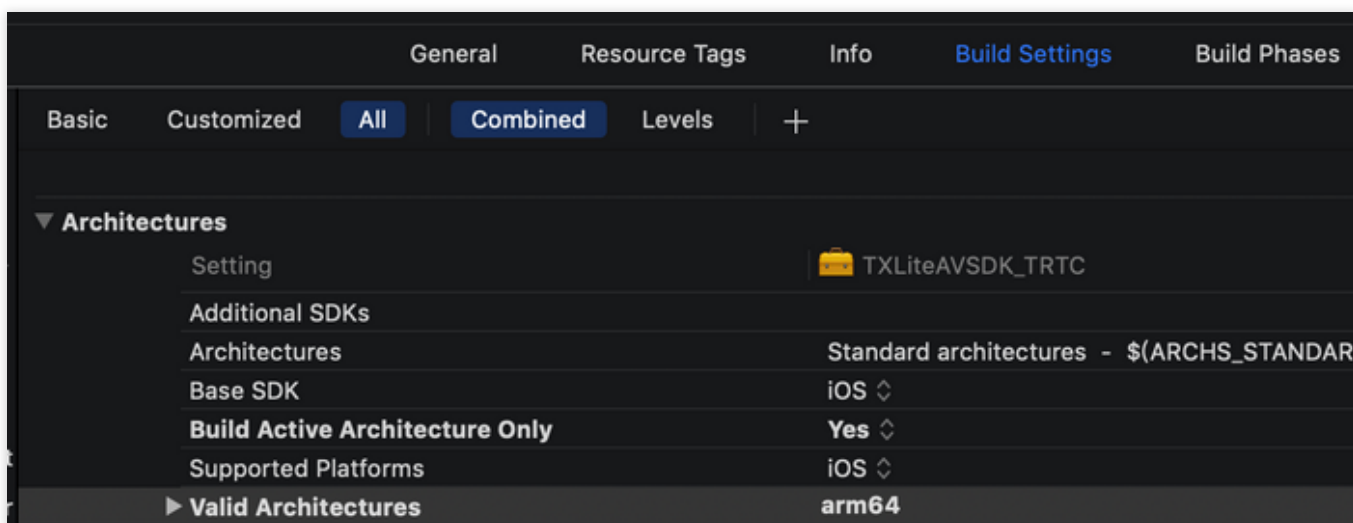 General Resource Tags Info Build Settings Build Phases
Basic Customized All Combined Levels +
Architectures
Setting TXLiteAVSDK_TRTC
Additional SDKs
Architectures Standard architectures - $(ARCHS_STANDAR
Base SDK iOS
Build Active Architecture Only Yes
Supported Platforms iOS
Valid Architectures arm64